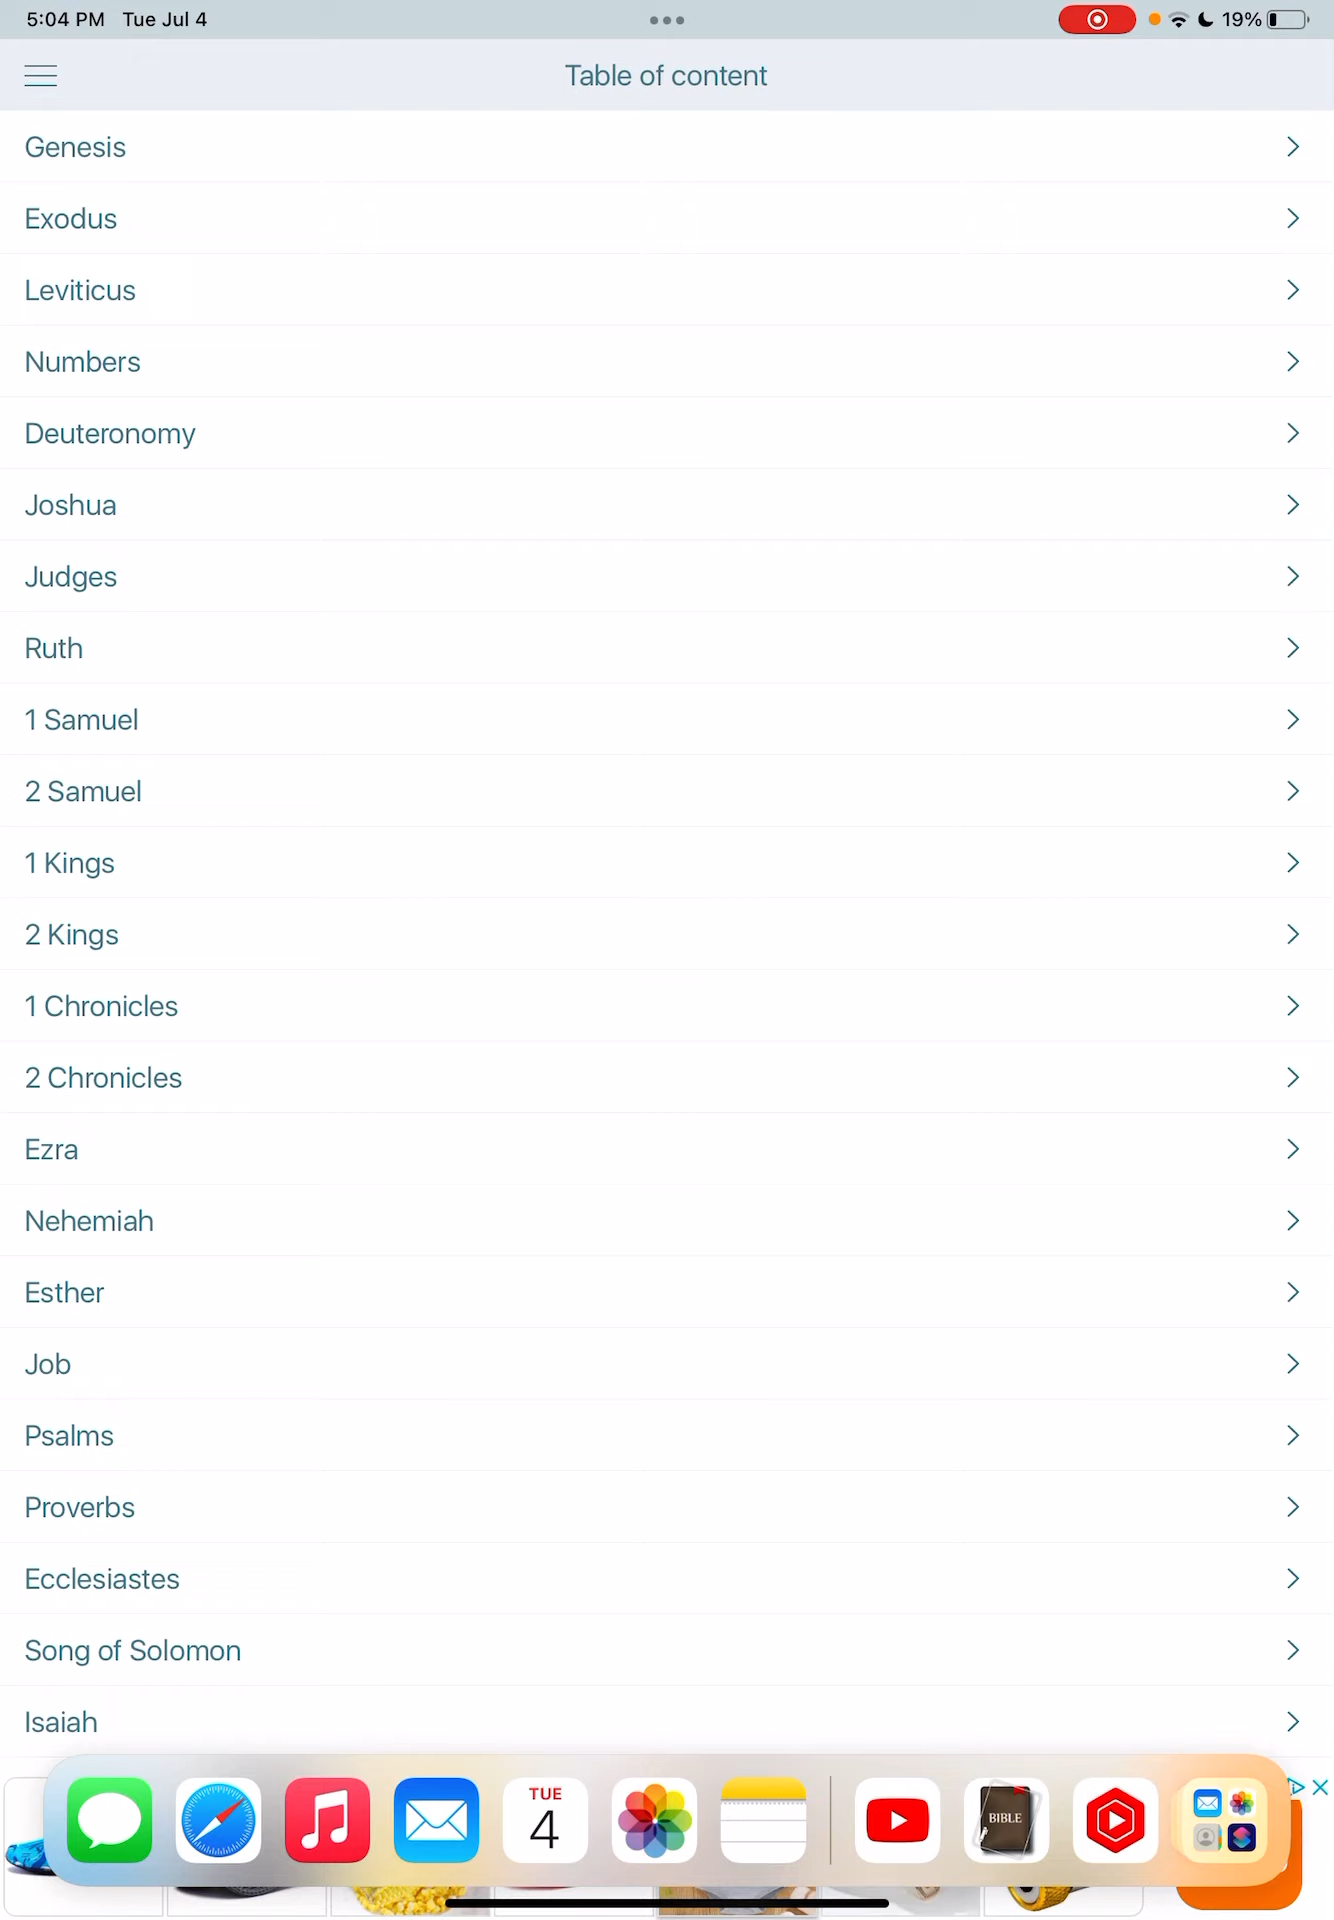 5:04 PM Tue Jul 4
19%
Table of content
Genesis
Exodus
Leviticus
Numbers
Deuteronomy
Joshua
Judges
Ruth
1 Samuel
2 Samuel
1 Kings
2 Kings
1 Chronicles
2 Chronicles
Ezra
Nehemiah
Esther
Job
Psalms
Proverbs
Ecclesiastes
Song of Solomon
Isaiah
TUE
4
BIBLE